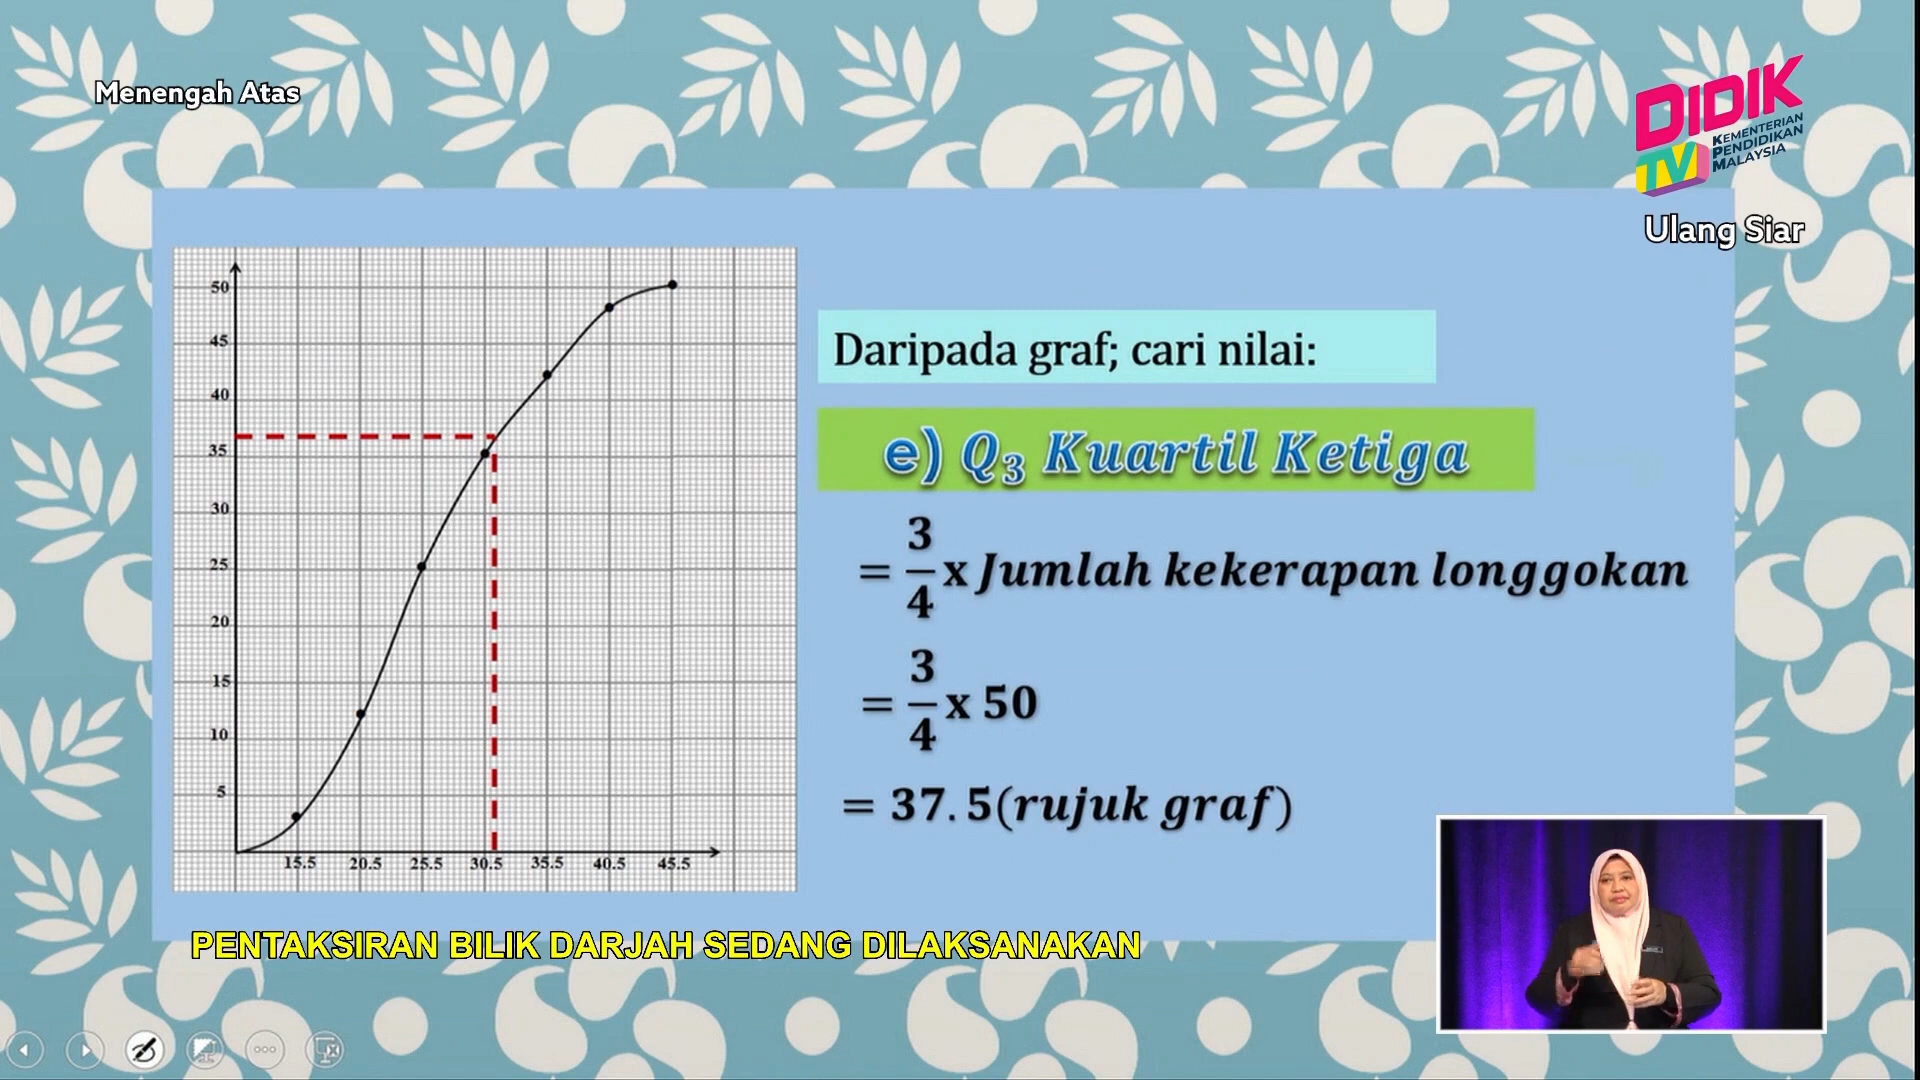 Menengah Atas
DIDIK
TV
KEMENTERIAN
PENDIDIKAN
MALAYSIA
Ulang Siar
50
45
40
35
30
25
20
15
10
5
15.5 20.5 25.5 30.5 35.5 40.5 45.5
Daripada graf; cari nilai:
e) Q₃ Kuartil Ketiga
= 3/4 x Jumlah kekerapan longgokan
= 3/4 x 50
= 37.5(rujuk graf)
PENTAKSIRAN BILIK DARJAH SEDANG DILAKSANAKAN